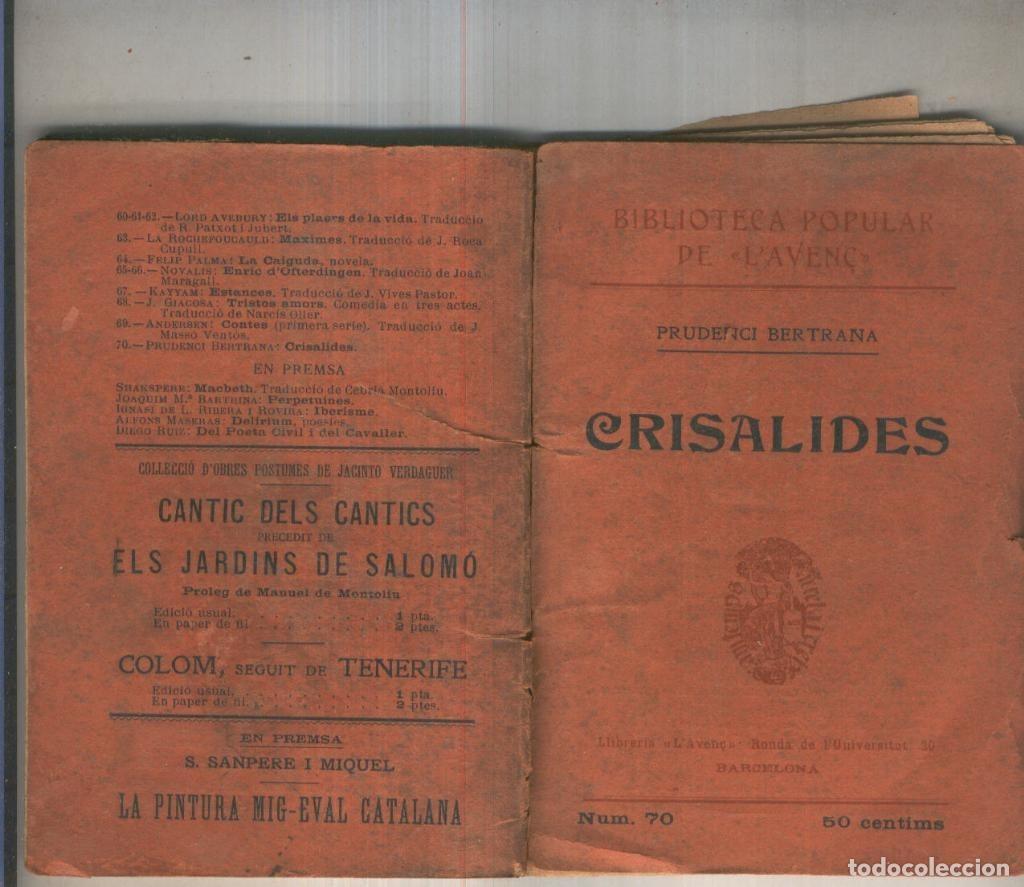 60-61-62.—LORD AVEBURY: Els plaers de la vida. Traducció
de R. Patxot i Jubert.
63.—LA ROCHEFOUCAULD: Maximes. Traducció de J. Roca
Cupull.
64.—FELIP PALMA: La Caiguda, novela.
65-66.—NOVALIS: Enric d'Ofterdingen. Traducció de Joan
Maragall.
67.—KAYYAM: Estances. Traducció de J. Vives Pastor.
68.—J. GIACOSA: Tristos amors. Comedia en tres actes.
Traducció de Narcís Oller.
69.—ANDERSEN: Contes (primera serie). Traducció de J.
Massó Ventós.
70.—PRUDENCI BERTRANA: Crisalides.
EN PREMSA
SHAKSPERE: Macbeth. Traducció de Cebrià Montoliu.
JOAQUIM M.ª BARTRINA: Perpetuines.
IGNASI DE L. RIBERA I ROVIRA: Iberisme.
ALFONS MASERAS: Delirium, poesies.
DIEGO RUIZ: Del Poeta Civil i del Cavaller.
COLLECCIÓ D'OBRES POSTUMES DE JACINTO VERDAGUER
CANTIC DELS CANTICS
PRECEDIT DE
ELS JARDINS DE SALOMÓ
Proleg de Manuel de Montoliu
Edició usual. . . . . . . . . . . . 1 pta.
En paper de fil . . . . . . . . . . 2 ptes.
COLOM, SEGUIT DE TENERIFE
Edició usual. . . . . . . . . . . . 1 pta.
En paper de fil. . . . . . . . . . 2 ptes.
EN PREMSA
S. SANPERE I MIQUEL
LA PINTURA MIG-EVAL CATALANA
BIBLIOTECA POPULAR
DE «L'AVENÇ»
PRUDENCI BERTRANA
CRISALIDES
Llibreria «L'Avenç»: Ronda de l'Universitat, 20
BARCELONA
Num. 70 50 centims
todocoleccion